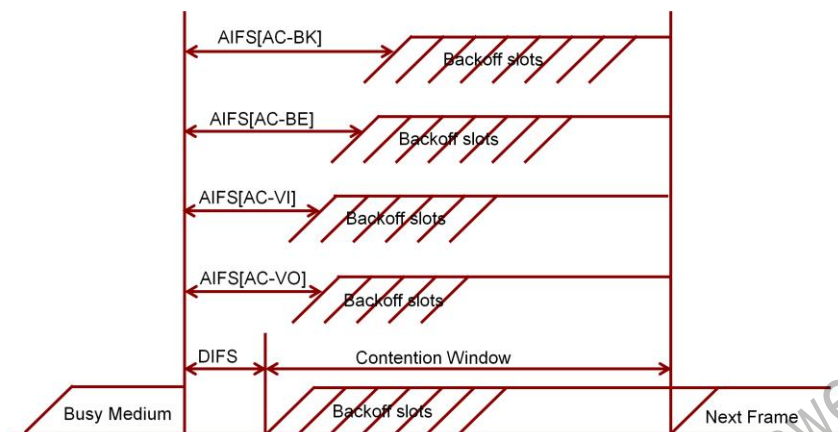 AIFS[AC-BK]
Backoff slots
AIFS[AC-BE]
Backoff slots
AIFS[AC-VI]
Backoff slots
AIFS[AC-VO]
Backoff slots
DIFS
Contention Window
Busy Medium
Backoff slots
Next Frame